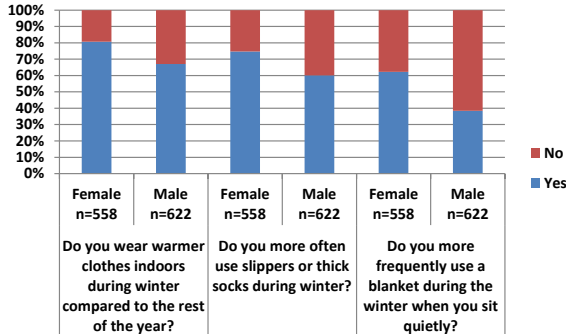 100%
90%
80%
70%
60%
50%
40%
30%
20%
10%
0%
No
Yes
Female Male Female Male Female Male
n=558 n=622 n=558 n=622 n=558 n=622
Do you wear warmer
clothes indoors
during winter
compared to the rest
of the year?
Do you more often
use slippers or thick
socks during winter?
Do you more
frequently use a
blanket during the
winter when you sit
quietly?